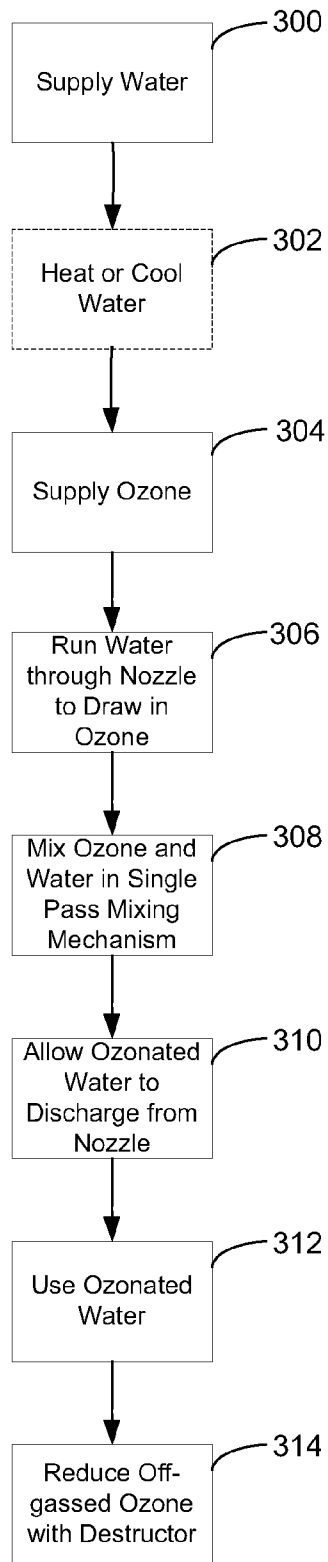 300
Supply Water
302
Heat or Cool
Water
304
Supply Ozone
306
Run Water
through Nozzle
to Draw in
Ozone
308
Mix Ozone and
Water in Single
Pass Mixing
Mechanism
310
Allow Ozonated
Water to
Discharge from
Nozzle
312
Use Ozonated
Water
314
Reduce Off-
gassed Ozone
with Destructor